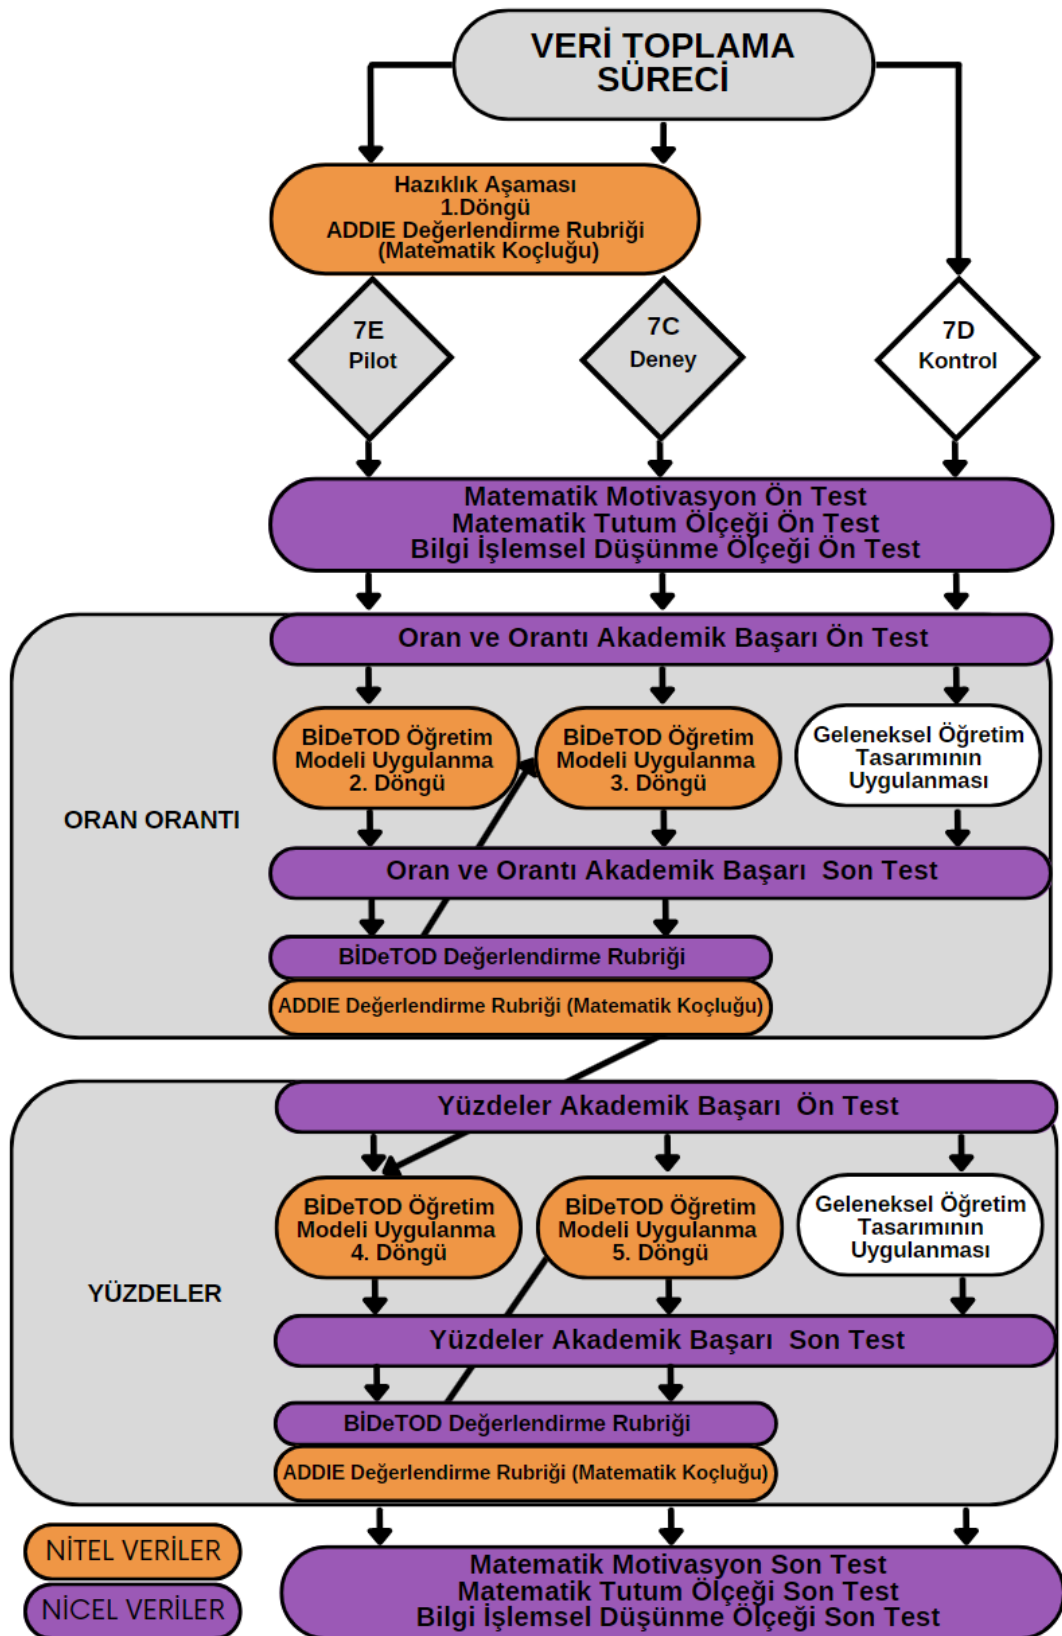 VERİ TOPLAMA
SÜRECİ
Hazıklık Aşaması
1.Döngü
ADDIE Değerlendirme Rubriği
(Matematik Koçluğu)
7E
Pilot
7C
Deney
7D
Kontrol
Matematik Motivasyon Ön Test
Matematik Tutum Ölçeği Ön Test
Bilgi İşlemsel Düşünme Ölçeği Ön Test
Oran ve Orantı Akademik Başarı Ön Test
BİDeTOD Öğretim
Modeli Uygulanma
2. Döngü
BİDeTOD Öğretim
Modeli Uygulanma
3. Döngü
Geleneksel Öğretim
Tasarımının
Uygulanması
ORAN ORANTI
Oran ve Orantı Akademik Başarı Son Test
BİDeTOD Değerlendirme Rubriği
ADDIE Değerlendirme Rubriği (Matematik Koçluğu)
Yüzdeler Akademik Başarı Ön Test
BİDeTOD Öğretim
Modeli Uygulanma
4. Döngü
BİDeTOD Öğretim
Modeli Uygulanma
5. Döngü
Geleneksel Öğretim
Tasarımının
Uygulanması
YÜZDELER
Yüzdeler Akademik Başarı Son Test
BİDeTOD Değerlendirme Rubriği
ADDIE Değerlendirme Rubriği (Matematik Koçluğu)
NİTEL VERİLER
NİCEL VERİLER
Matematik Motivasyon Son Test
Matematik Tutum Ölçeği Son Test
Bilgi İşlemsel Düşünme Ölçeği Son Test